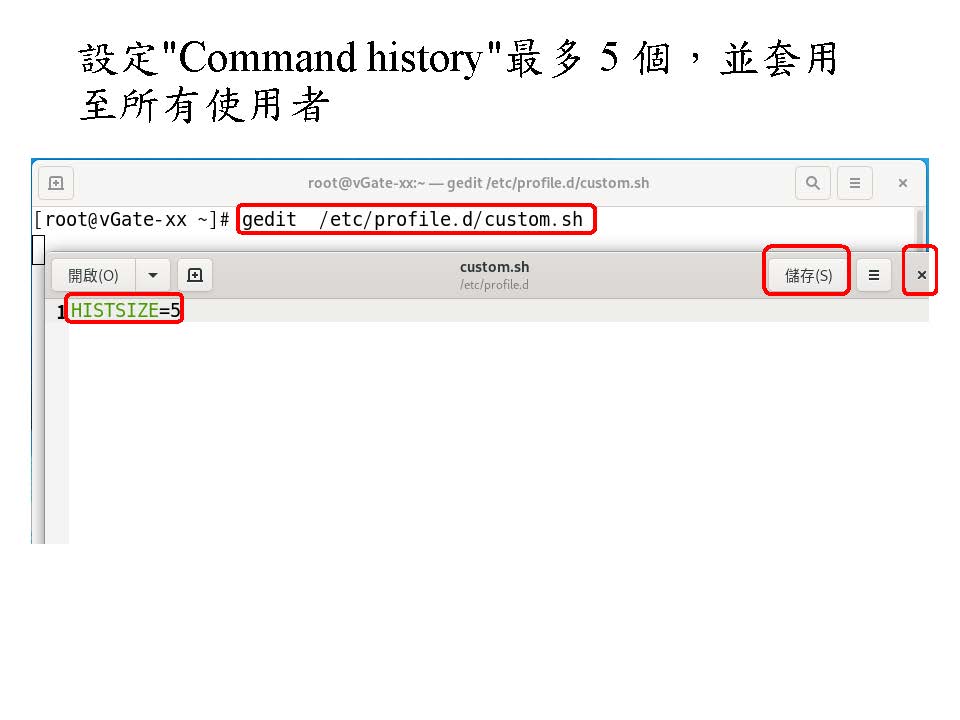 設定"Command history"最多 5 個，並套用
至所有使用者
root@vGate-xx:~ — gedit /etc/profile.d/custom.sh
[root@vGate-xx ~]# gedit  /etc/profile.d/custom.sh
開啟(O)
custom.sh
/etc/profile.d
儲存(S)
1 HISTSIZE=5